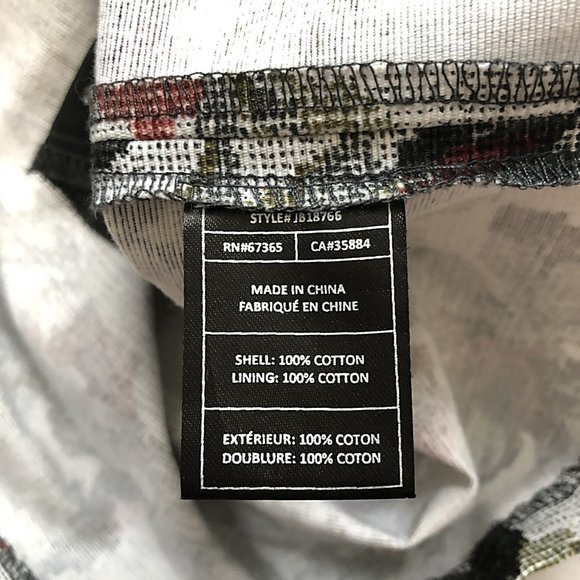 STYLE# JB18766
RN#67365 CA#35884
MADE IN CHINA
FABRIQUÉ EN CHINE
SHELL: 100% COTTON
LINING: 100% COTTON
EXTÉRIEUR: 100% COTON
DOUBLURE: 100% COTON